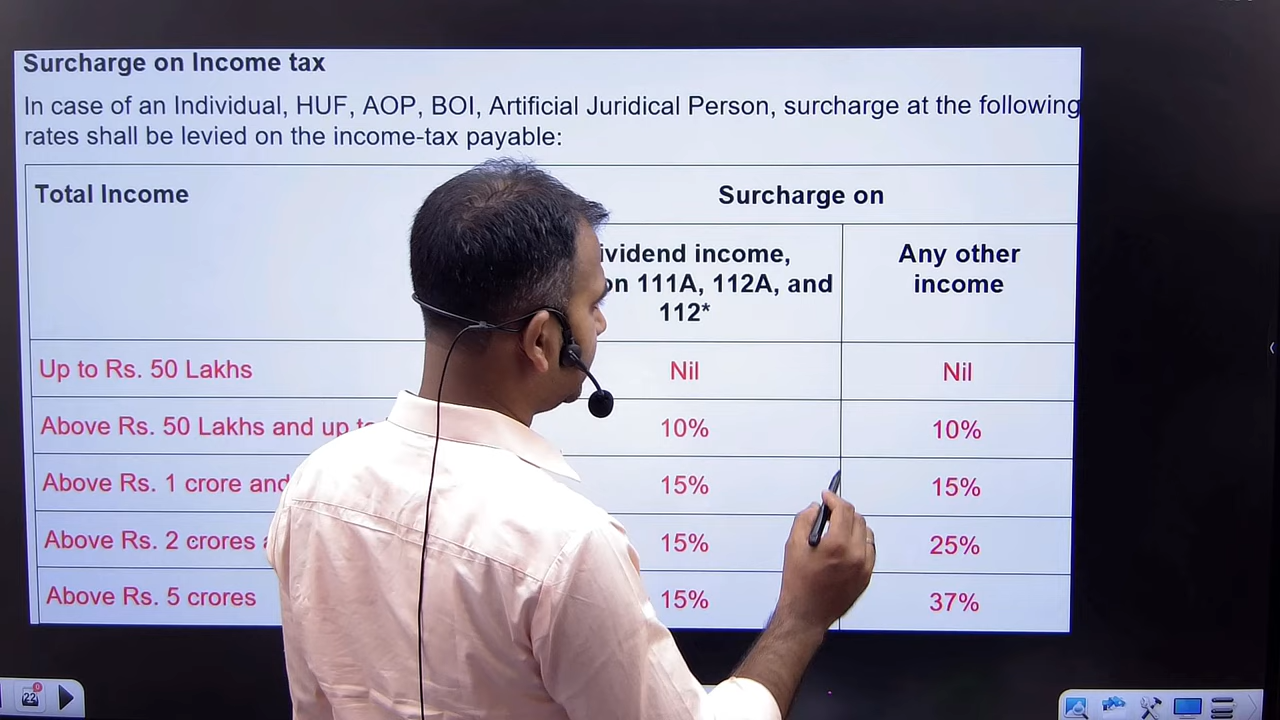 Surcharge on Income tax
In case of an Individual, HUF, AOP, BOI, Artificial Juridical Person, surcharge at the following
rates shall be levied on the income-tax payable:
Total Income
Surcharge on
ividend income,
on 111A, 112A, and
112*
Any other
income
Up to Rs. 50 Lakhs Nil Nil
Above Rs. 50 Lakhs and up to 10% 10%
Above Rs. 1 crore and 15% 15%
Above Rs. 2 crores 15% 25%
Above Rs. 5 crores 15% 37%
22